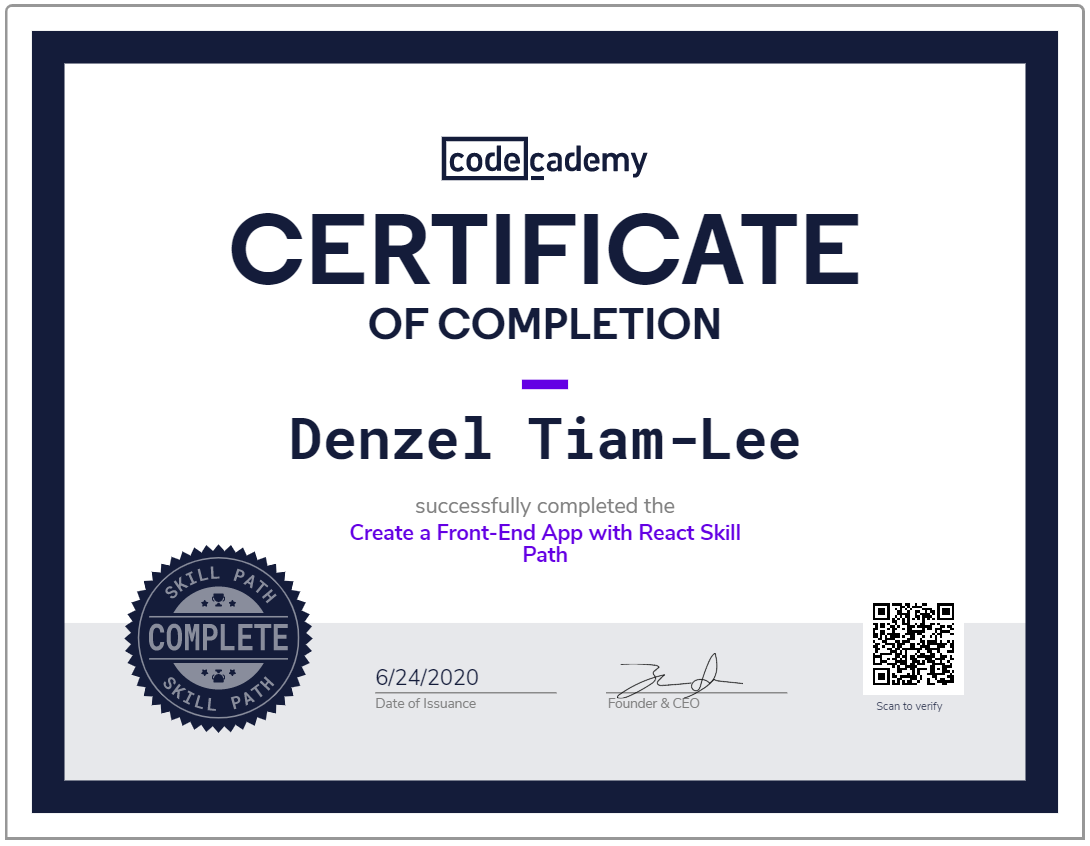 codecademy
CERTIFICATE
OF COMPLETION
Denzel Tiam-Lee
successfully completed the
Create a Front-End App with React Skill
Path
SKILL PATH
COMPLETE
SKILL PATH
6/24/2020
Date of Issuance
Founder & CEO
Scan to verify